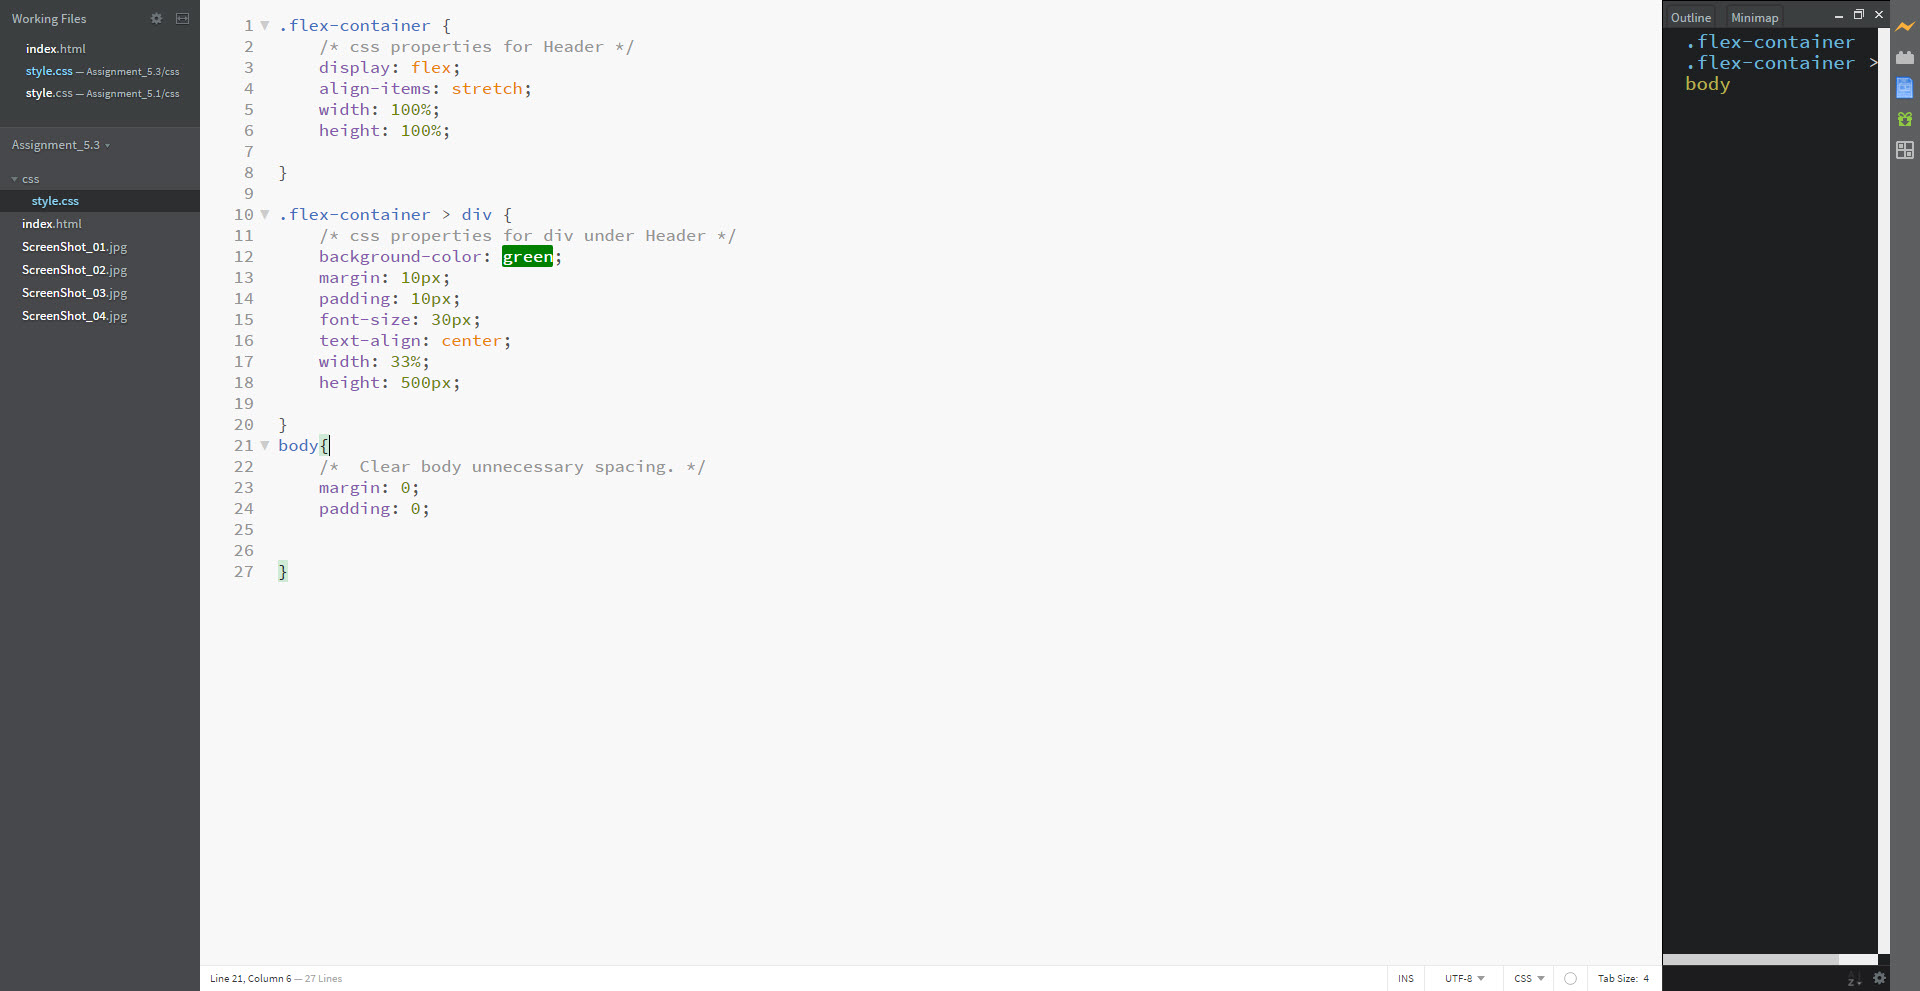 Working Files
index.html
style.css — Assignment_5.3/css
style.css — Assignment_5.1/css
Assignment_5.3
css
style.css
index.html
ScreenShot_01.jpg
ScreenShot_02.jpg
ScreenShot_03.jpg
ScreenShot_04.jpg
1 .flex-container {
2 /* css properties for Header */
3 display: flex;
4 align-items: stretch;
5 width: 100%;
6 height: 100%;
7
8 }
9
10 .flex-container > div {
11 /* css properties for div under Header */
12 background-color: green;
13 margin: 10px;
14 padding: 10px;
15 font-size: 30px;
16 text-align: center;
17 width: 33%;
18 height: 500px;
19
20 }
21 body{
22 /*  Clear body unnecessary spacing. */
23 margin: 0;
24 padding: 0;
25
26
27 }
Line 21, Column 6 — 27 Lines
INS UTF-8 CSS Tab Size: 4
Outline Minimap
.flex-container
.flex-container >
body